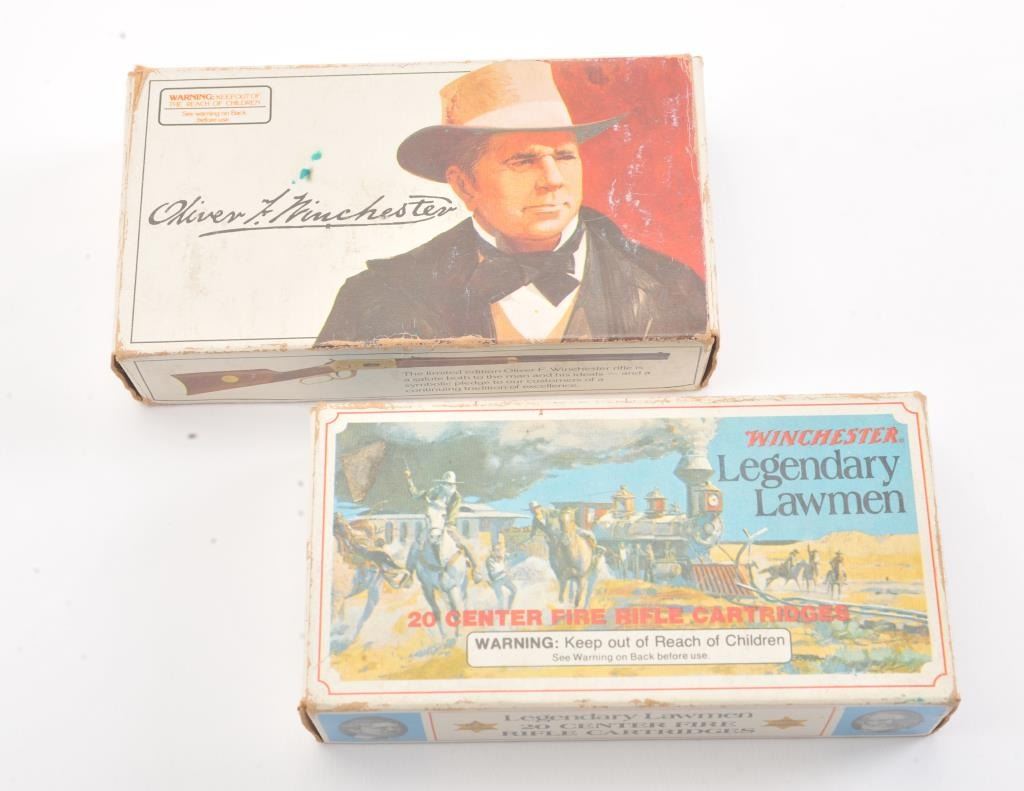 WARNING: KEEP OUT OF
THE REACH OF CHILDREN
See warning on Back
before use
Oliver F. Winchester
The limited edition Oliver F. Winchester rifle is
a salute both to the man and his ideals — and a
symbolic pledge to our customers of a
continuing tradition of excellence.
WINCHESTER®
Legendary
Lawmen
20 CENTER FIRE RIFLE CARTRIDGES
WARNING: Keep out of Reach of Children
See Warning on Back before use.
Legendary Lawmen
20 CENTER FIRE
RIFLE CARTRIDGES